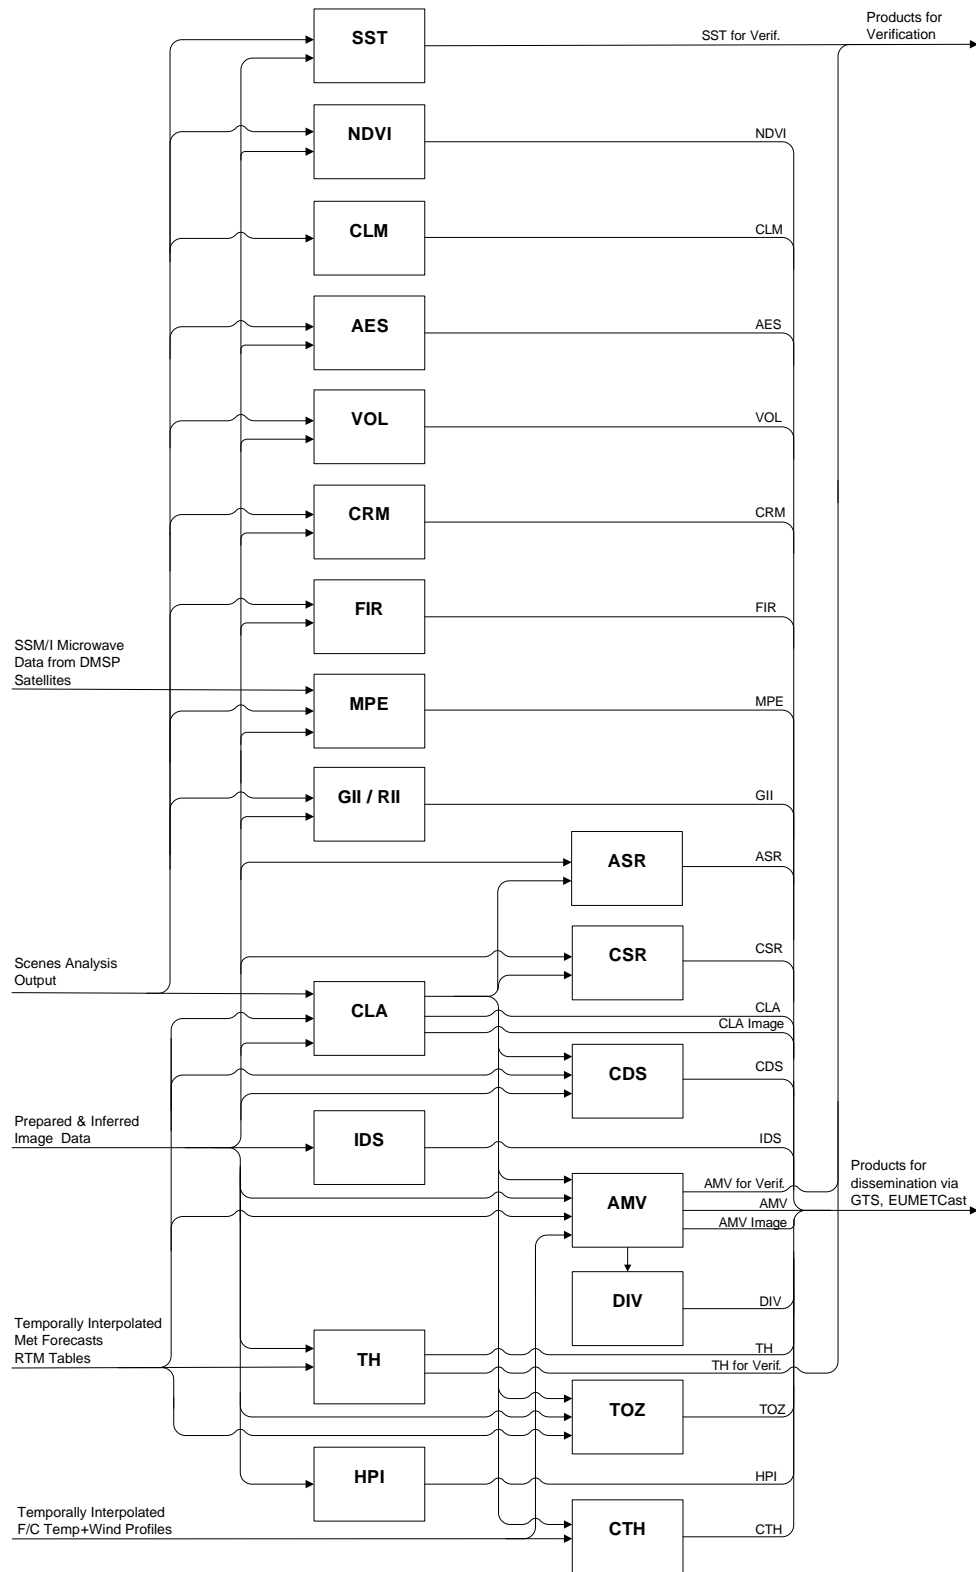 SST
SST for Verif.
Products for
Verification
NDVI
NDVI
CLM
CLM
AES
AES
VOL
VOL
CRM
CRM
FIR
FIR
SSM/I Microwave
Data from DMSP
Satellites
MPE
MPE
GII / RII
GII
ASR
ASR
Scenes Analysis
Output
CSR
CSR
CLA
CLA
CLA Image
CDS
CDS
Prepared & Inferred
Image Data
IDS
IDS
Products for
dissemination via
GTS, EUMETCast
AMV
AMV for Verif.
AMV
AMV Image
DIV
DIV
Temporally Interpolated
Met Forecasts
RTM Tables
TH
TH
TH for Verif.
TOZ
TOZ
HPI
HPI
Temporally Interpolated
F/C Temp+Wind Profiles
CTH
CTH